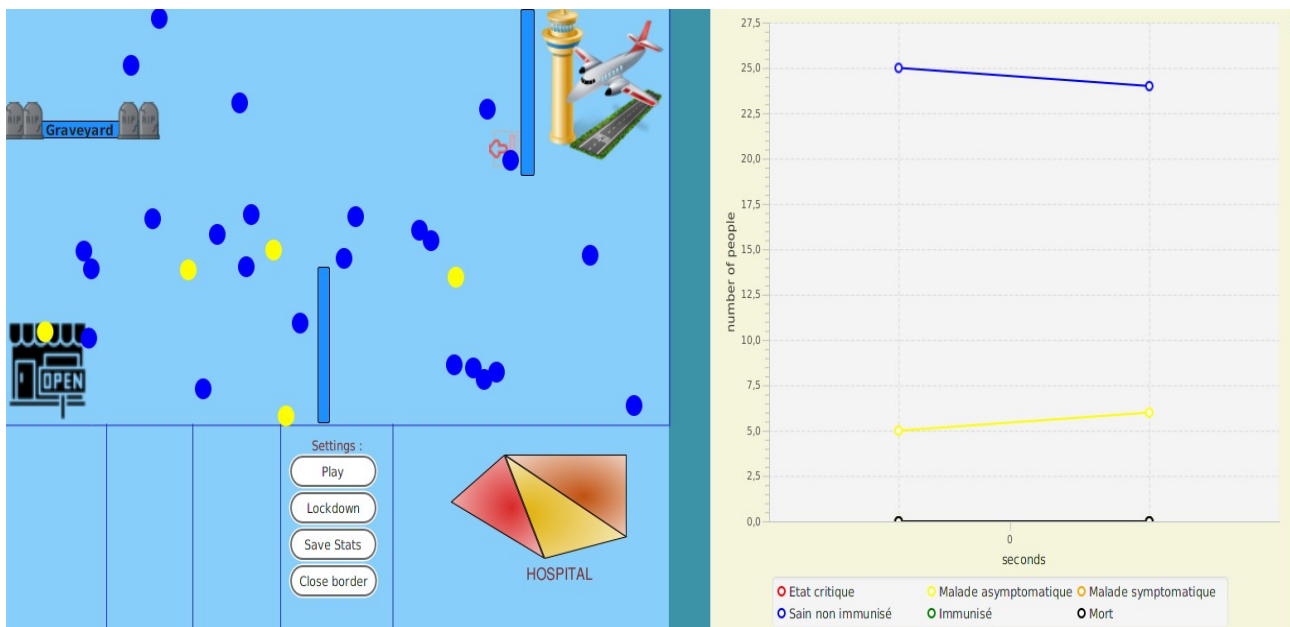 RIP
RIP
RIP
RIP
Graveyard
OPEN
Settings :
Play
Lockdown
Save Stats
Close border
HOSPITAL
27,5
25,0
22,5
20,0
17,5
15,0
12,5
10,0
7,5
5,0
2,5
0,0
number of people
0
seconds
Etat critique Malade asymptomatique Malade symptomatique
Sain non immunisé Immunisé Mort